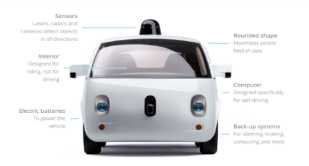 Sensors
Lasers, radars and
cameras detect objects
in all directions
Interior
Designed for
riding, not for
driving
Electric batteries
To power the
vehicle
Rounded shape
Maximizes sensor
field of view
Computer
Designed specifically
for self-driving
Back-up systems
For steering, braking,
computing and more